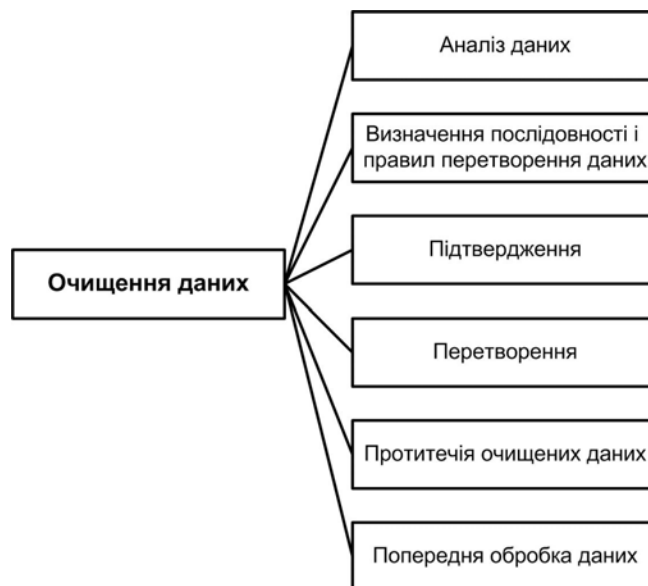 Аналіз даних
Визначення послідовності і
правил перетворення даних
Підтвердження
Очищення даних
Перетворення
Протитечія очищених даних
Попередня обробка даних